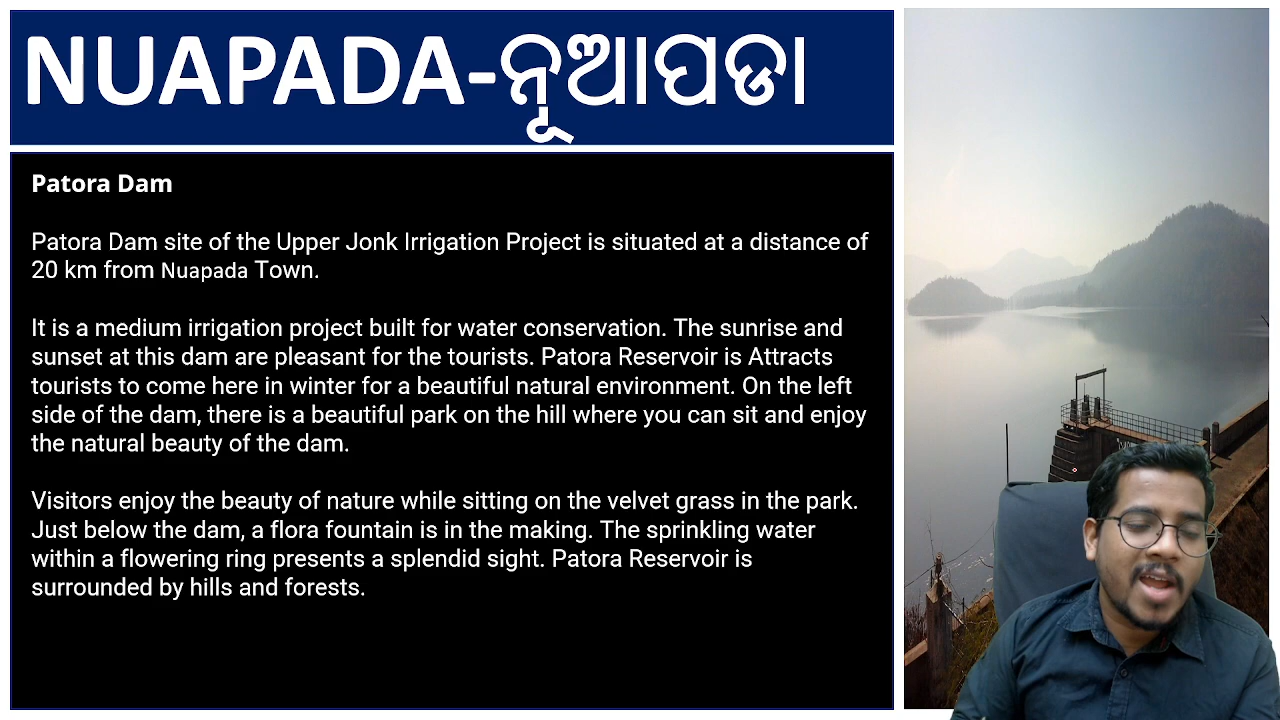 NUAPADA-ନୂଆପଡା
Patora Dam
Patora Dam site of the Upper Jonk Irrigation Project is situated at a distance of
20 km from Nuapada Town.
It is a medium irrigation project built for water conservation. The sunrise and
sunset at this dam are pleasant for the tourists. Patora Reservoir is Attracts
tourists to come here in winter for a beautiful natural environment. On the left
side of the dam, there is a beautiful park on the hill where you can sit and enjoy
the natural beauty of the dam.
Visitors enjoy the beauty of nature while sitting on the velvet grass in the park.
Just below the dam, a flora fountain is in the making. The sprinkling water
within a flowering ring presents a splendid sight. Patora Reservoir is
surrounded by hills and forests.